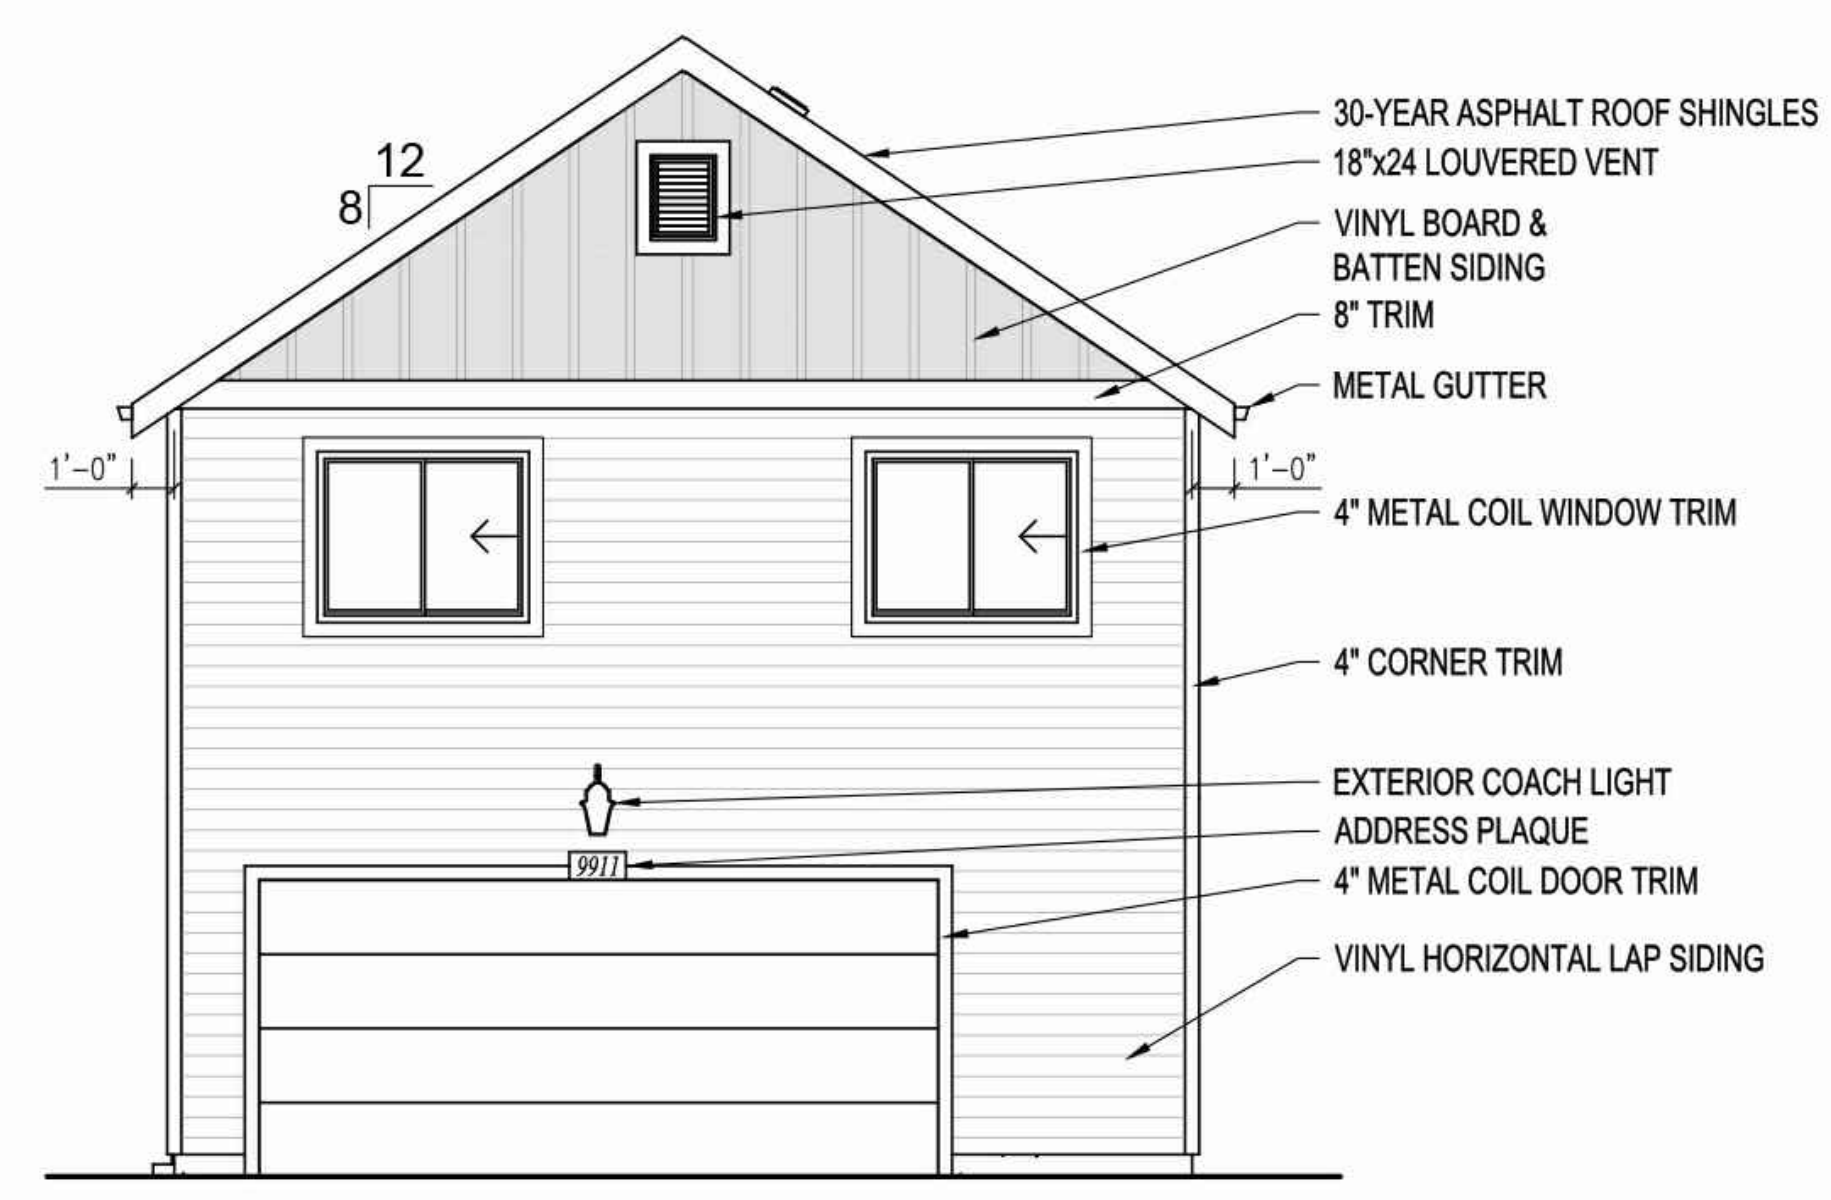 30-YEAR ASPHALT ROOF SHINGLES
12
8
18"x24 LOUVERED VENT
VINYL BOARD &
BATTEN SIDING
8" TRIM
METAL GUTTER
1'-0"
1'-0"
4" METAL COIL WINDOW TRIM
4" CORNER TRIM
EXTERIOR COACH LIGHT
ADDRESS PLAQUE
9911
4" METAL COIL DOOR TRIM
VINYL HORIZONTAL LAP SIDING